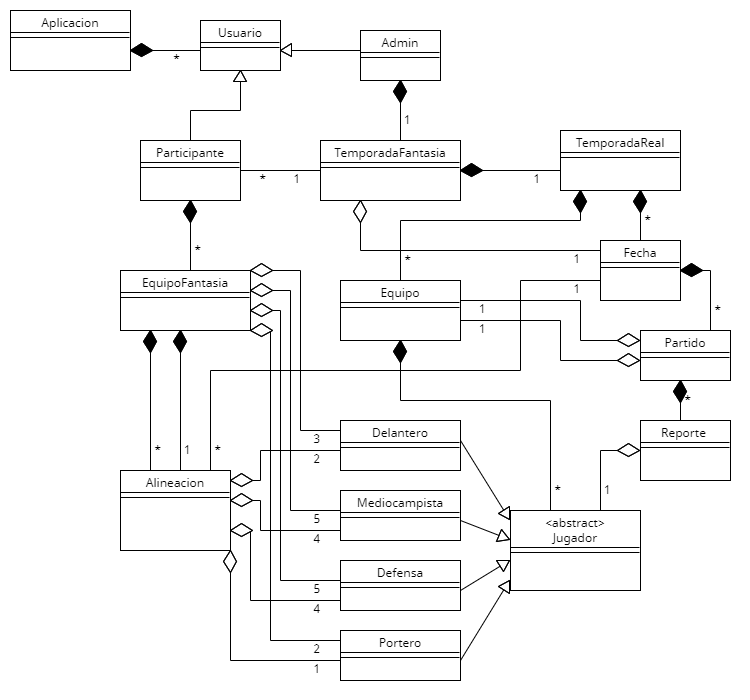 Aplicacion
Usuario
Admin
*
1
Participante
TemporadaFantasia
TemporadaReal
*
1
1
*
*
*
1
Fecha
EquipoFantasia
Equipo
1
1
1
*
Partido
*
*
1
*
3
Delantero
Reporte
2
Alineacion
5
Mediocampista
*
1
4
<abstract>
Jugador
5
Defensa
4
2
Portero
1